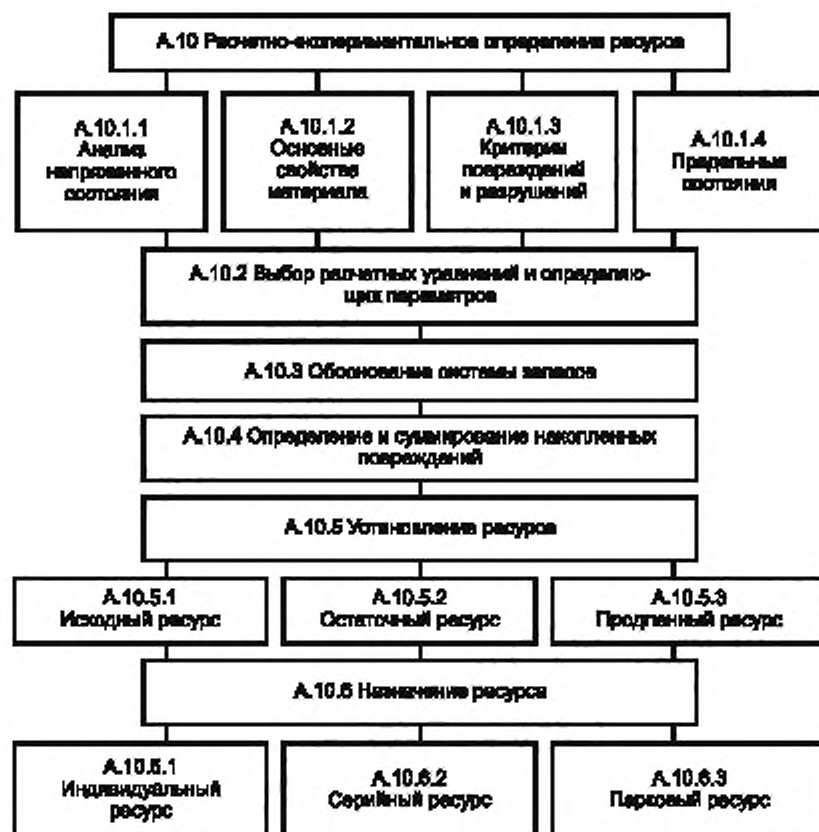 А.10 Расчетно-експериментальное определение ресурса
А.10.1.1
Анализ
напряженного
состояния
А.10.1.2
Основные
свойства
материала
А.10.1.3
Критерии
повреждений
и разрушений
А.10.1.4
Предельные
состояния
А.10.2 Выбор расчетных уравнений и определяю-
щих параметров
А.10.3 Обоснование системы запасов
А.10.4 Определение и суммирование накопленных
повреждений
А.10.5 Установление ресурса
А.10.5.1
Исходный ресурс
А.10.5.2
Остаточный ресурс
А.10.5.3
Продленный ресурс
А.10.6 Назначение ресурса
А.10.6.1
Индивидуальный
ресурс
А.10.6.2
Серийный ресурс
А.10.6.3
Парковый ресурс